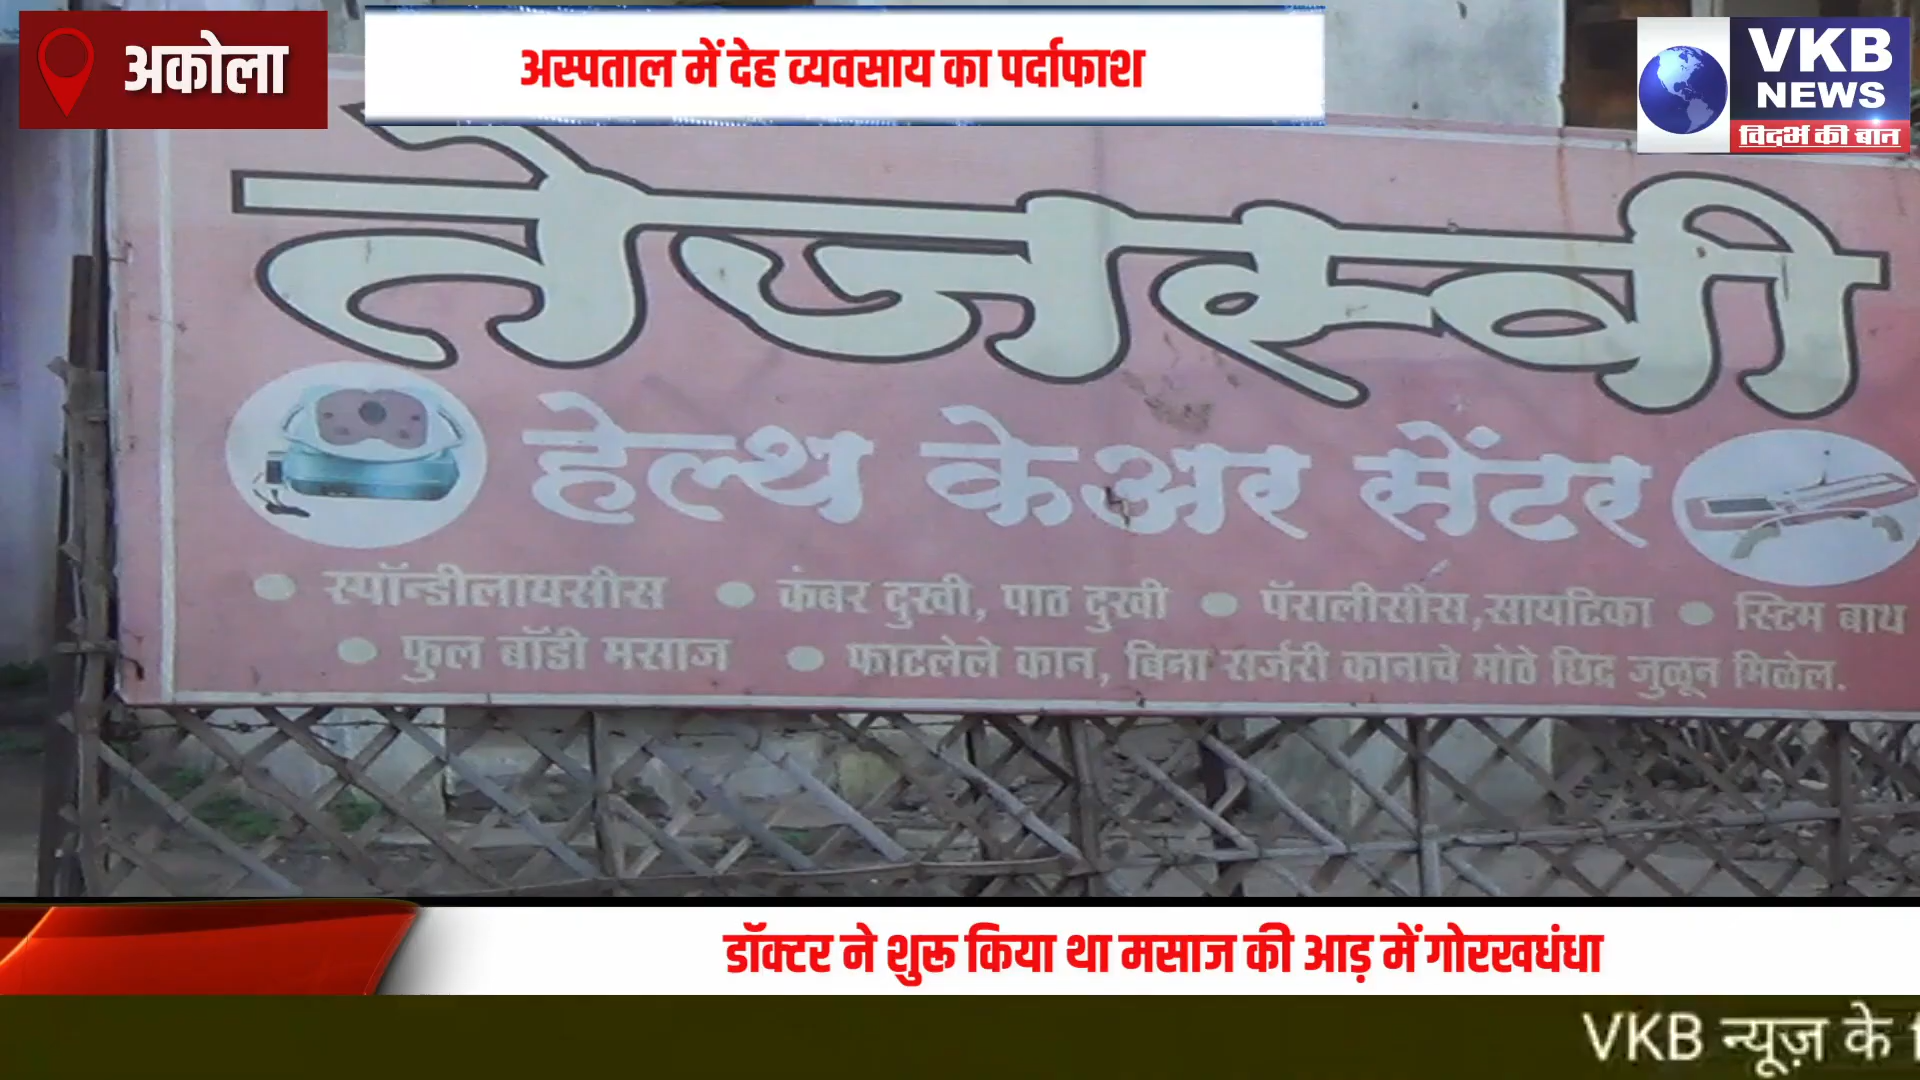 अकोला
अस्पताल में देह व्यवसाय का पर्दाफाश
VKB
NEWS
विदर्भ की बान
तेजस्वी
हेल्थ केअर सेंटर
• स्पॉन्डीलायसीस • कंबर दुखी, पाठ दुखी • पॅरालीसीस,सायटिका • स्टिम बाथ
• फुल बॉडी मसाज • फाटलेले कान, बिना सर्जरी कानाचे मोठे छिद्र जुळून मिळेल.
डॉक्टर ने शुरू किया था मसाज की आड़ में गोरखधंधा
VKB न्यूज़ के